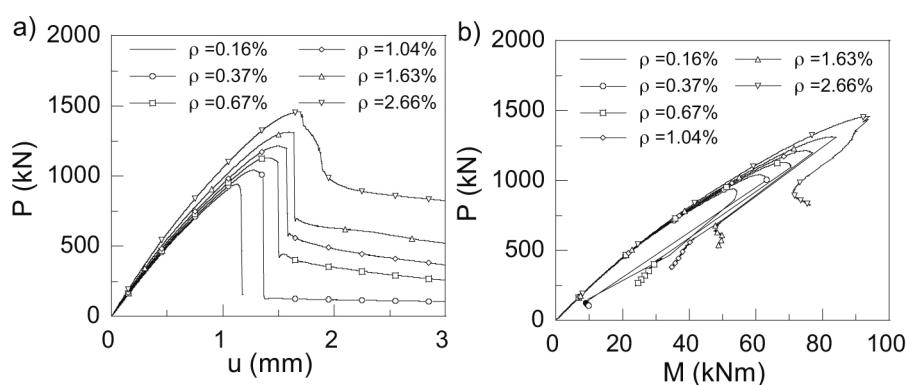 a)
2000
1500
1000
500
0
P (kN)
ρ =0.16%
ρ =0.37%
ρ =0.67%
ρ =1.04%
ρ =1.63%
ρ =2.66%
0 1 2 3
u (mm)
b)
2000
1500
1000
500
0
P (kN)
ρ =0.16%
ρ =0.37%
ρ =0.67%
ρ =1.04%
ρ =1.63%
ρ =2.66%
0 20 40 60 80 100
M (kNm)